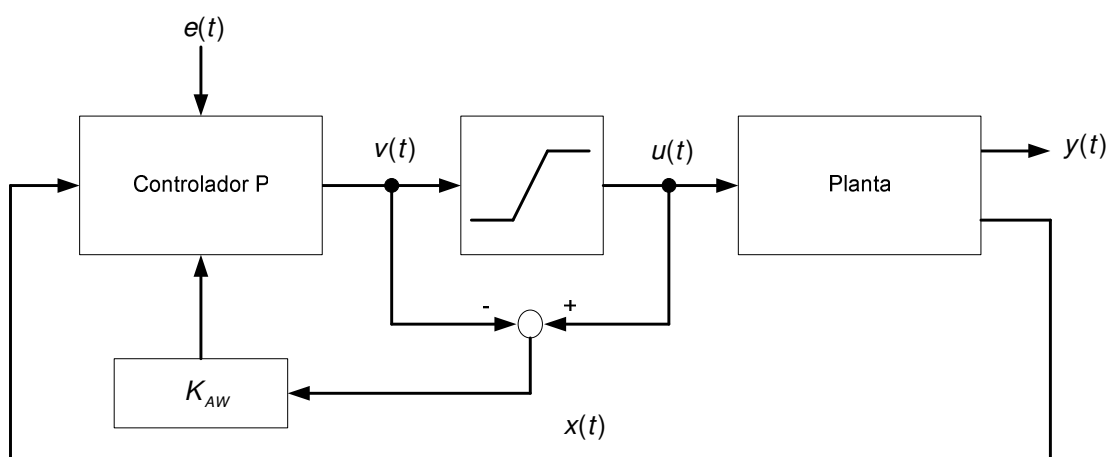 e(t)
Controlador P
v(t)
u(t)
Planta
y(t)
- +
K_AW
x(t)